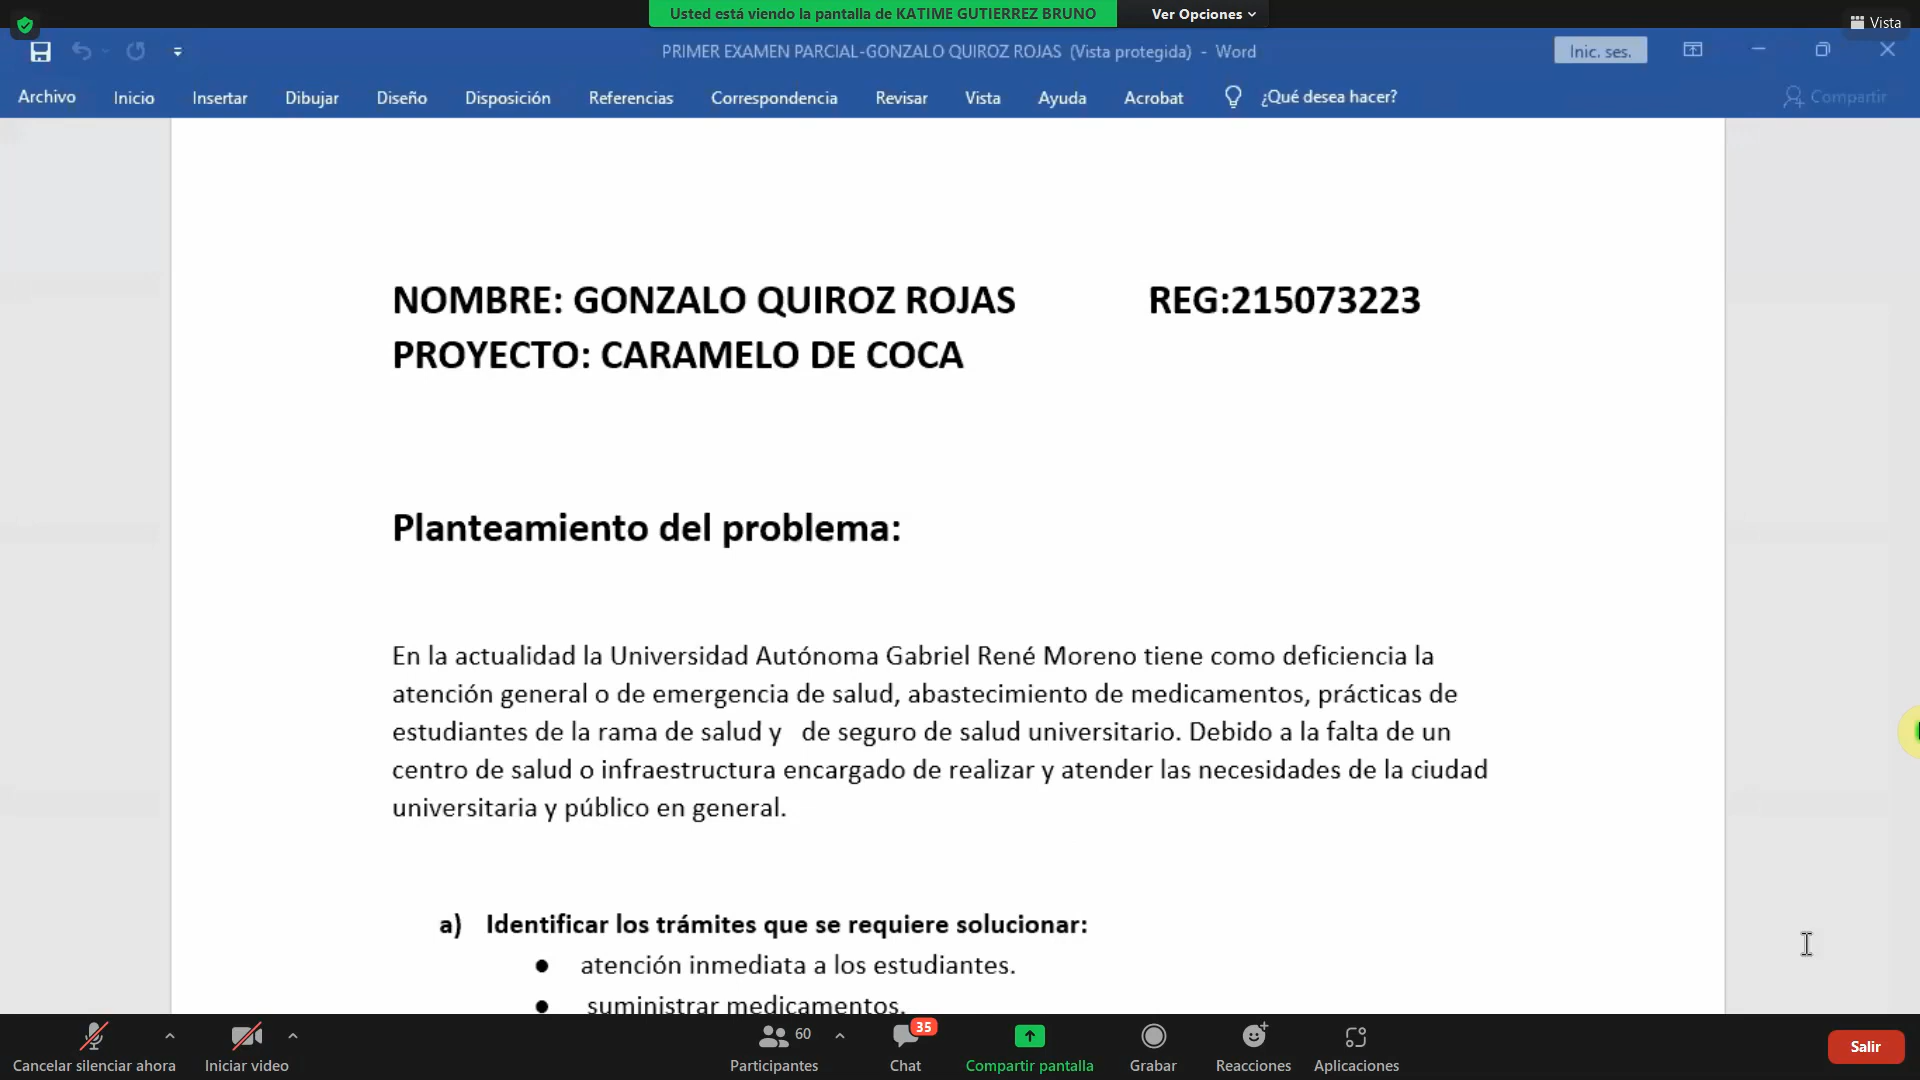 Usted está viendo la pantalla de KATIME GUTIERREZ BRUNO
Ver Opciones
Vista
PRIMER EXAMEN PARCIAL-GONZALO QUIROZ ROJAS (Vista protegida) - Word
Inic. ses.
Archivo Inicio Insertar Dibujar Diseño Disposición Referencias Correspondencia Revisar Vista Ayuda Acrobat ¿Qué desea hacer? Compartir
NOMBRE: GONZALO QUIROZ ROJAS REG:215073223
PROYECTO: CARAMELO DE COCA
Planteamiento del problema:
En la actualidad la Universidad Autónoma Gabriel René Moreno tiene como deficiencia la
atención general o de emergencia de salud, abastecimiento de medicamentos, prácticas de
estudiantes de la rama de salud y de seguro de salud universitario. Debido a la falta de un
centro de salud o infraestructura encargado de realizar y atender las necesidades de la ciudad
universitaria y público en general.
a) Identificar los trámites que se requiere solucionar:
● atención inmediata a los estudiantes.
● suministrar medicamentos.
60
35
Cancelar silenciar ahora Iniciar video Participantes Chat Compartir pantalla Grabar Reacciones Aplicaciones Salir